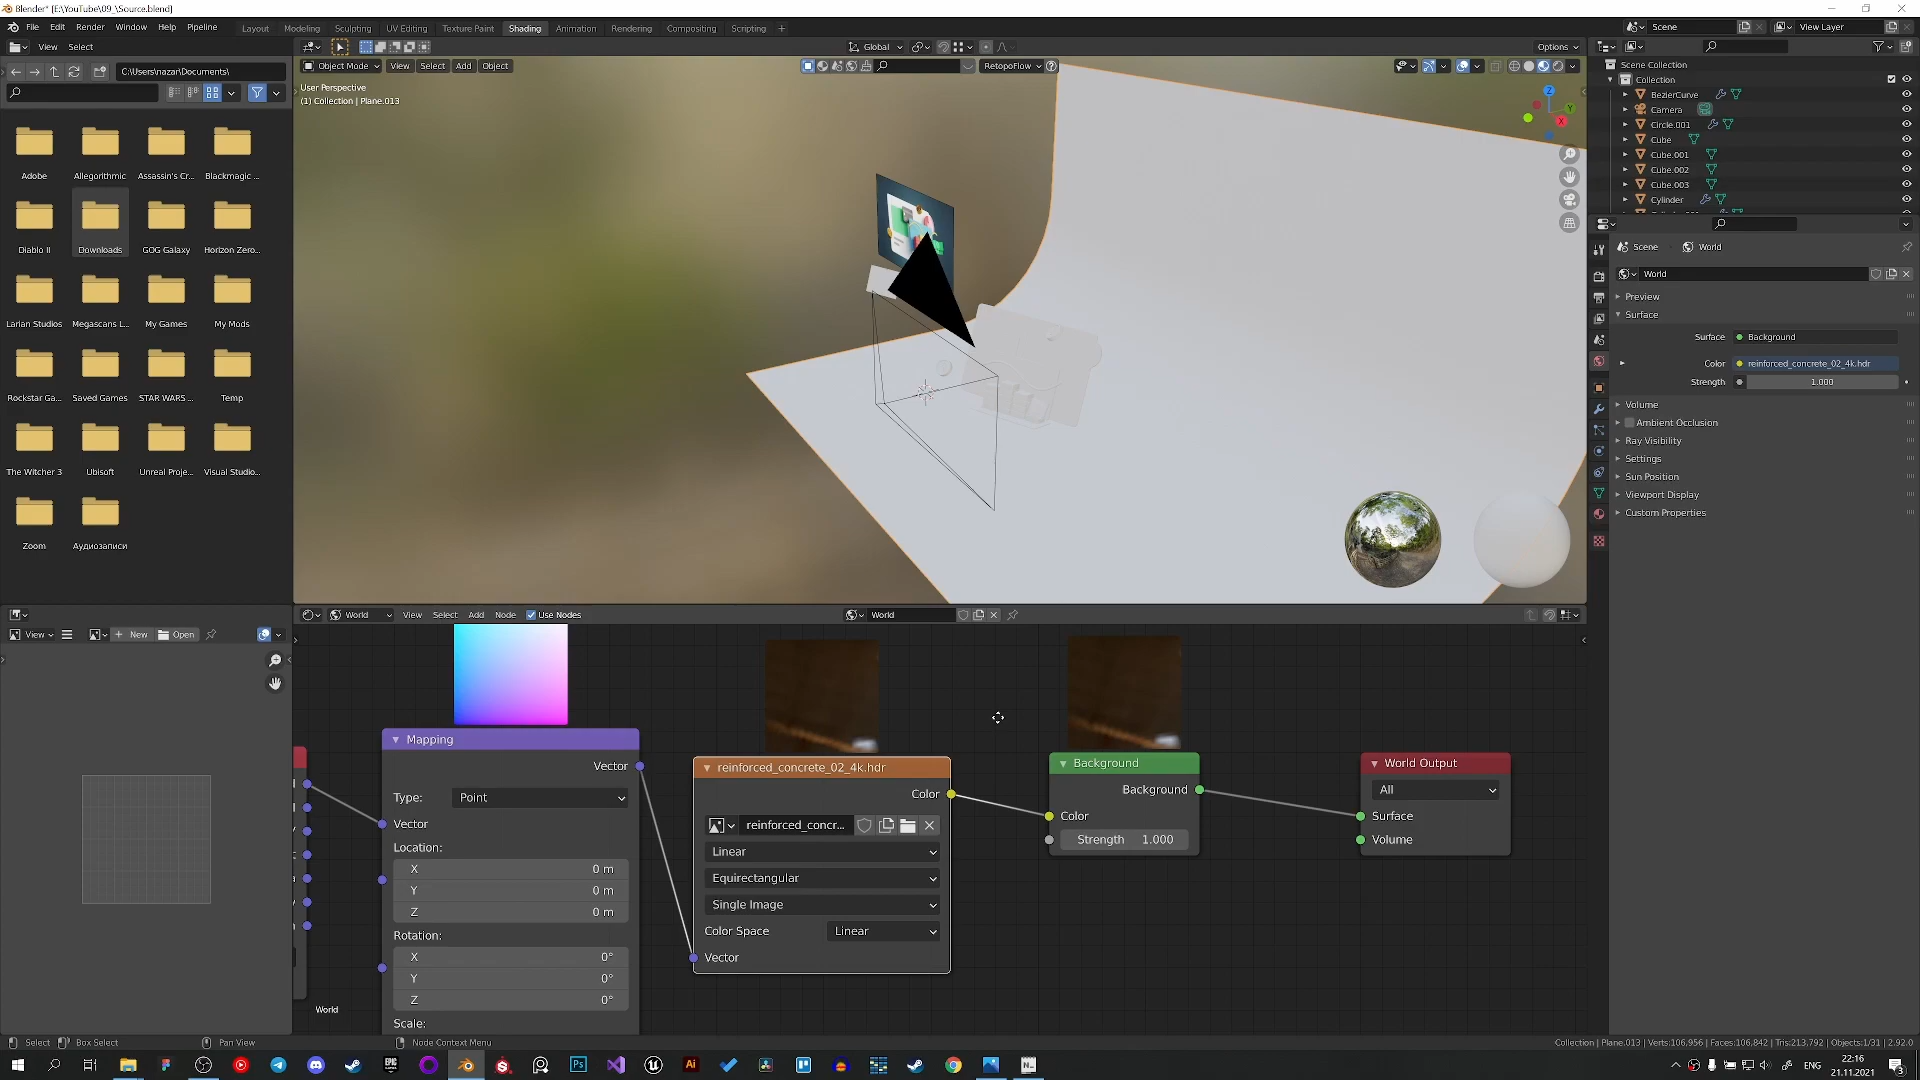 Blender* [E:\YouTube\09_\Source.blend]
File Edit Render Window Help Pipeline
Layout Modeling Sculpting UV Editing Texture Paint Shading Animation Rendering Compositing Scripting +
Scene
View Layer
View Select
Global
Options
C:\Users\nazar\Documents\
Object Mode View Select Add Object
RetopoFlow
User Perspective
(1) Collection | Plane.013
Z
Y
X
Adobe Allegorithmic Assassin's Cr... Blackmagic ...
Diablo II Downloads GOG Galaxy Horizon Zero...
Larian Studios Megascans L... My Games My Mods
Rockstar Ga... Saved Games STAR WARS ... Temp
The Witcher 3 Ubisoft Unreal Proje... Visual Studio...
Zoom Аудиозаписи
Scene Collection
Collection
BezierCurve
Camera
Circle.001
Cube
Cube.001
Cube.002
Cube.003
Cylinder
Scene World
World
Preview
Surface
Surface Background
Color reinforced_concrete_02_4k.hdr
Strength 1.000
Volume
Ambient Occlusion
Ray Visibility
Settings
Sun Position
Viewport Display
Custom Properties
View New Open
World View Select Add Node Use Nodes
World
Mapping
Vector
Type: Point
Vector
Location:
X 0 m
Y 0 m
Z 0 m
Rotation:
X 0°
Y 0°
Z 0°
Scale:
reinforced_concrete_02_4k.hdr
Color
reinforced_concr...
Linear
Equirectangular
Single Image
Color Space Linear
Vector
Background
Background
Color
Strength 1.000
World Output
All
Surface
Volume
World
Select Box Select Pan View Node Context Menu
Collection | Plane.013 | Verts:106,956 | Faces:106,842 | Tris:213,792 | Objects:1/31 | 2.92.0
Ps
Ai
EPIC GAMES
ENG
22:16
21.11.2021
3